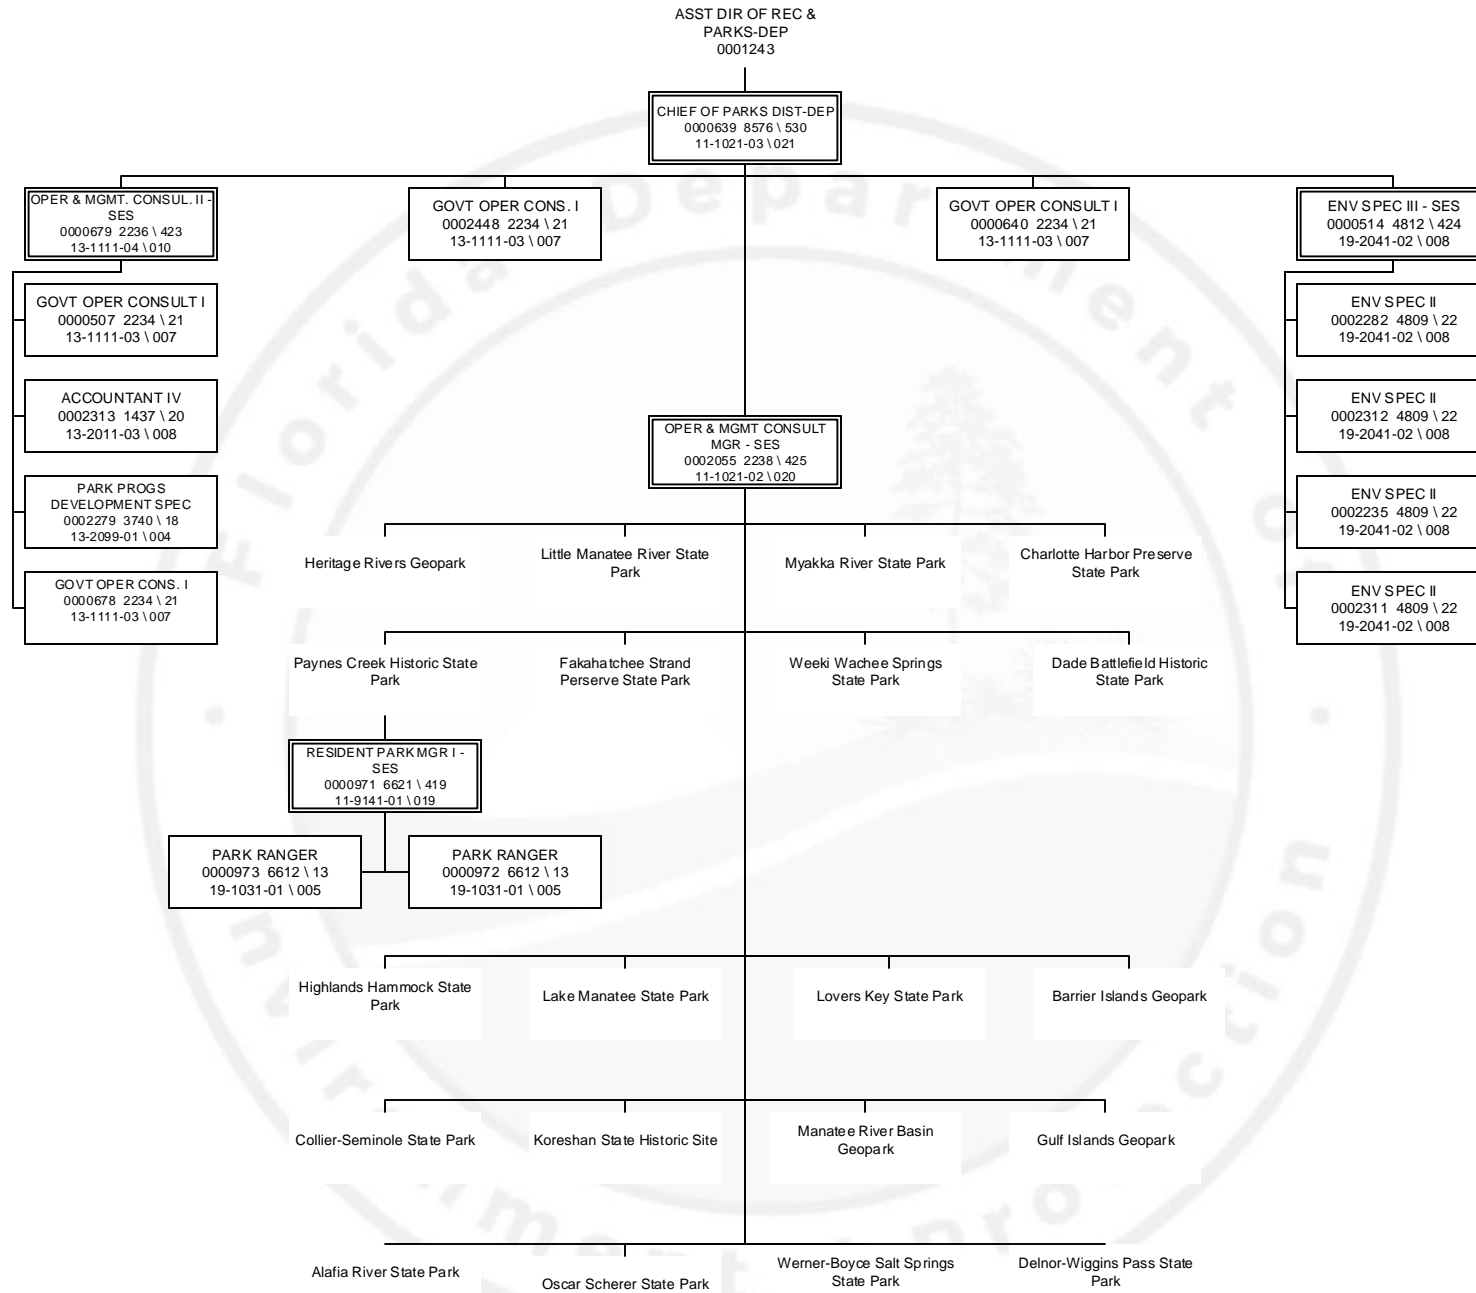 ASST DIR OF REC &
PARKS-DEP
0001243
CHIEF OF PARKS DIST-DEP
0000639 8576 \ 530
11-1021-03 \ 021
OPER & MGMT. CONSUL. II -
SES
0000679 2236 \ 423
13-1111-04 \ 010
GOVT OPER CONS. I
0002448 2234 \ 21
13-1111-03 \ 007
GOVT OPER CONSULT I
0000640 2234 \ 21
13-1111-03 \ 007
ENV SPEC III - SES
0000514 4812 \ 424
19-2041-02 \ 008
GOVT OPER CONSULT I
0000507 2234 \ 21
13-1111-03 \ 007
ACCOUNTANT IV
0002313 1437 \ 20
13-2011-03 \ 008
PARK PROGS
DEVELOPMENT SPEC
0002279 3740 \ 18
13-2099-01 \ 004
GOVT OPER CONS. I
0000678 2234 \ 21
13-1111-03 \ 007
ENV SPEC II
0002282 4809 \ 22
19-2041-02 \ 008
ENV SPEC II
0002312 4809 \ 22
19-2041-02 \ 008
ENV SPEC II
0002235 4809 \ 22
19-2041-02 \ 008
ENV SPEC II
0002311 4809 \ 22
19-2041-02 \ 008
OPER & MGMT CONSULT
MGR - SES
0002055 2238 \ 425
11-1021-02 \ 020
Heritage Rivers Geopark
Little Manatee River State
Park
Myakka River State Park
Charlotte Harbor Preserve
State Park
Paynes Creek Historic State
Park
Fakahatchee Strand
Perserve State Park
Weeki Wachee Springs
State Park
Dade Battlefield Historic
State Park
RESIDENT PARK MGR I -
SES
0000971 6621 \ 419
11-9141-01 \ 019
PARK RANGER
0000973 6612 \ 13
19-1031-01 \ 005
PARK RANGER
0000972 6612 \ 13
19-1031-01 \ 005
Highlands Hammock State
Park
Lake Manatee State Park
Lovers Key State Park
Barrier Islands Geopark
Collier-Seminole State Park
Koreshan State Historic Site
Manatee River Basin
Geopark
Gulf Islands Geopark
Alafia River State Park
Oscar Scherer State Park
Werner-Boyce Salt Springs
State Park
Delnor-Wiggins Pass State
Park